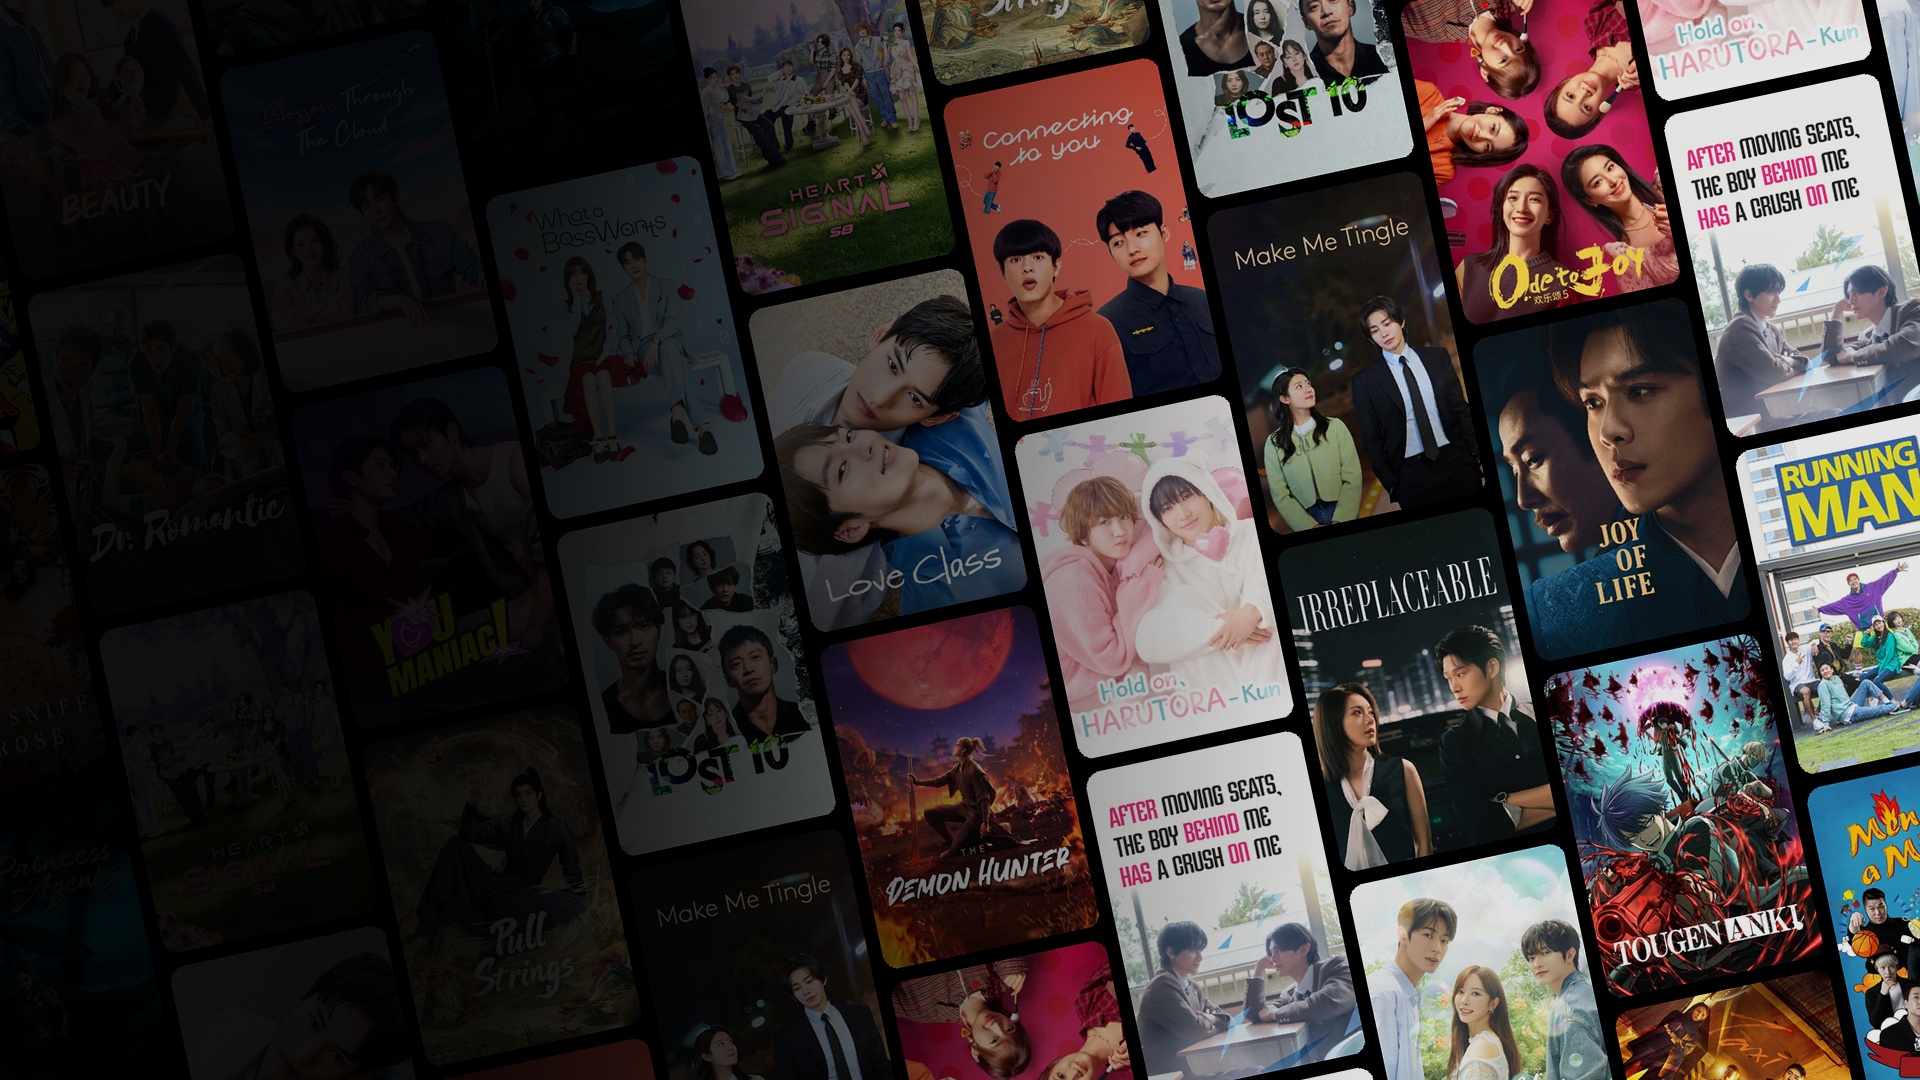 TRUE
BEAUTY
Blossom Through
The Cloud
Dr. Romantic
YOU
MANIAC!
SNIFF
ROSE
Princess
Agents
HEART
SIGNAL
S8
Pull
Strings
What a
Boss Wants
LOST 10
Make Me Tingle
HEART
SIGNAL
S8
Love Class
THE
DEMON HUNTER
Strings
Connecting
to you
Hold on,
HARUTORA-Kun
AFTER MOVING SEATS,
THE BOY BEHIND ME
HAS A CRUSH ON ME
LOST 10
Make Me Tingle
IRREPLACEABLE
Ode to Joy
欢乐颂5
JOY
OF
LIFE
TOUGEN ANKI
Hold on,
HARUTORA-Kun
AFTER MOVING SEATS,
THE BOY BEHIND ME
HAS A CRUSH ON ME
RUNNING
MAN
Men
a M